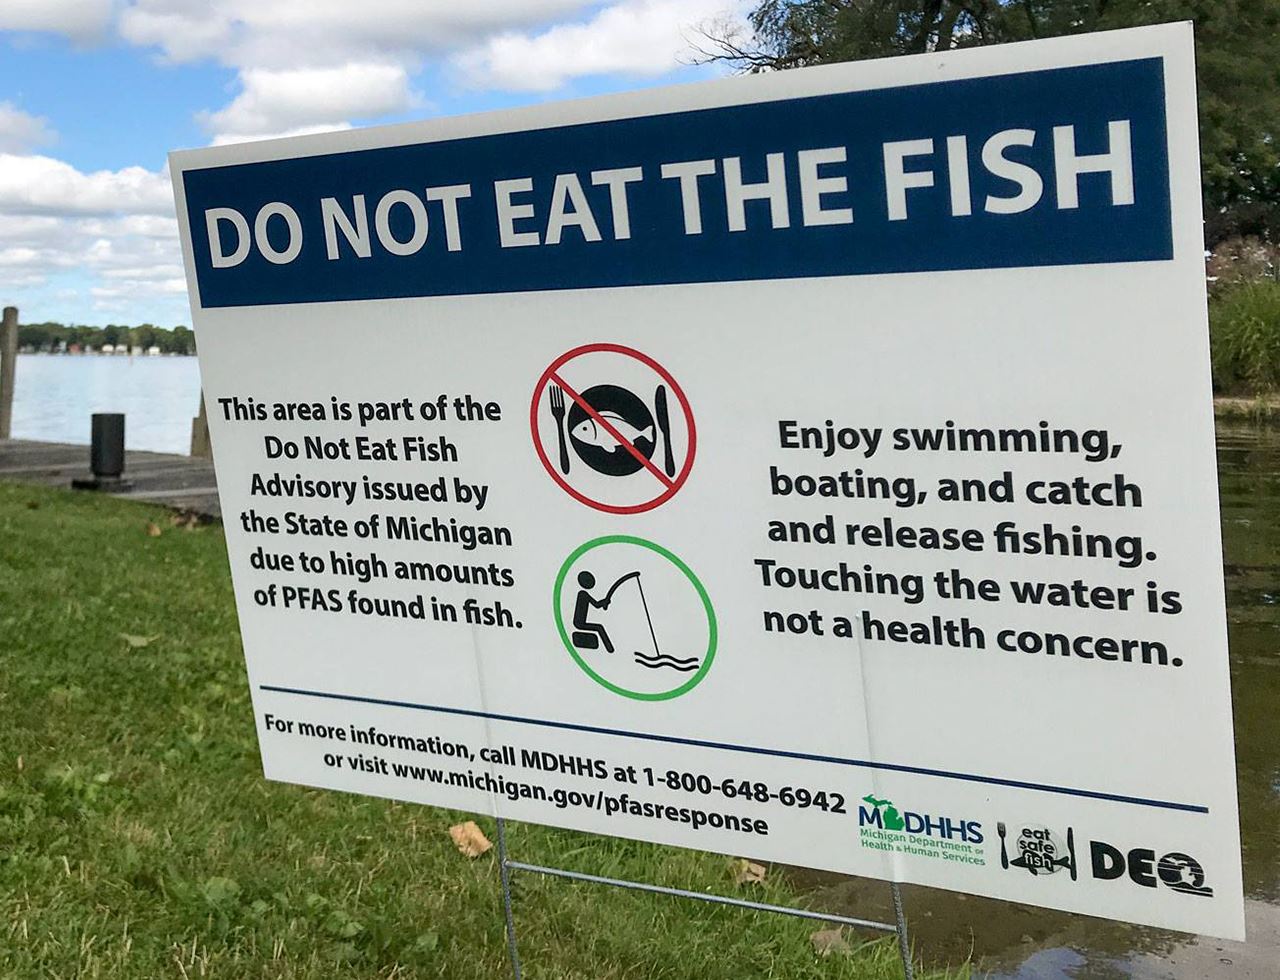 DO NOT EAT THE FISH
This area is part of the
Do Not Eat Fish
Advisory issued by
the State of Michigan
due to high amounts
of PFAS found in fish.
Enjoy swimming,
boating, and catch
and release fishing.
Touching the water is
not a health concern.
For more information, call MDHHS at 1-800-648-6942
or visit www.michigan.gov/pfasresponse
MDHHS
Michigan Department of
Health & Human Services
eat
safe
fish
DEQ